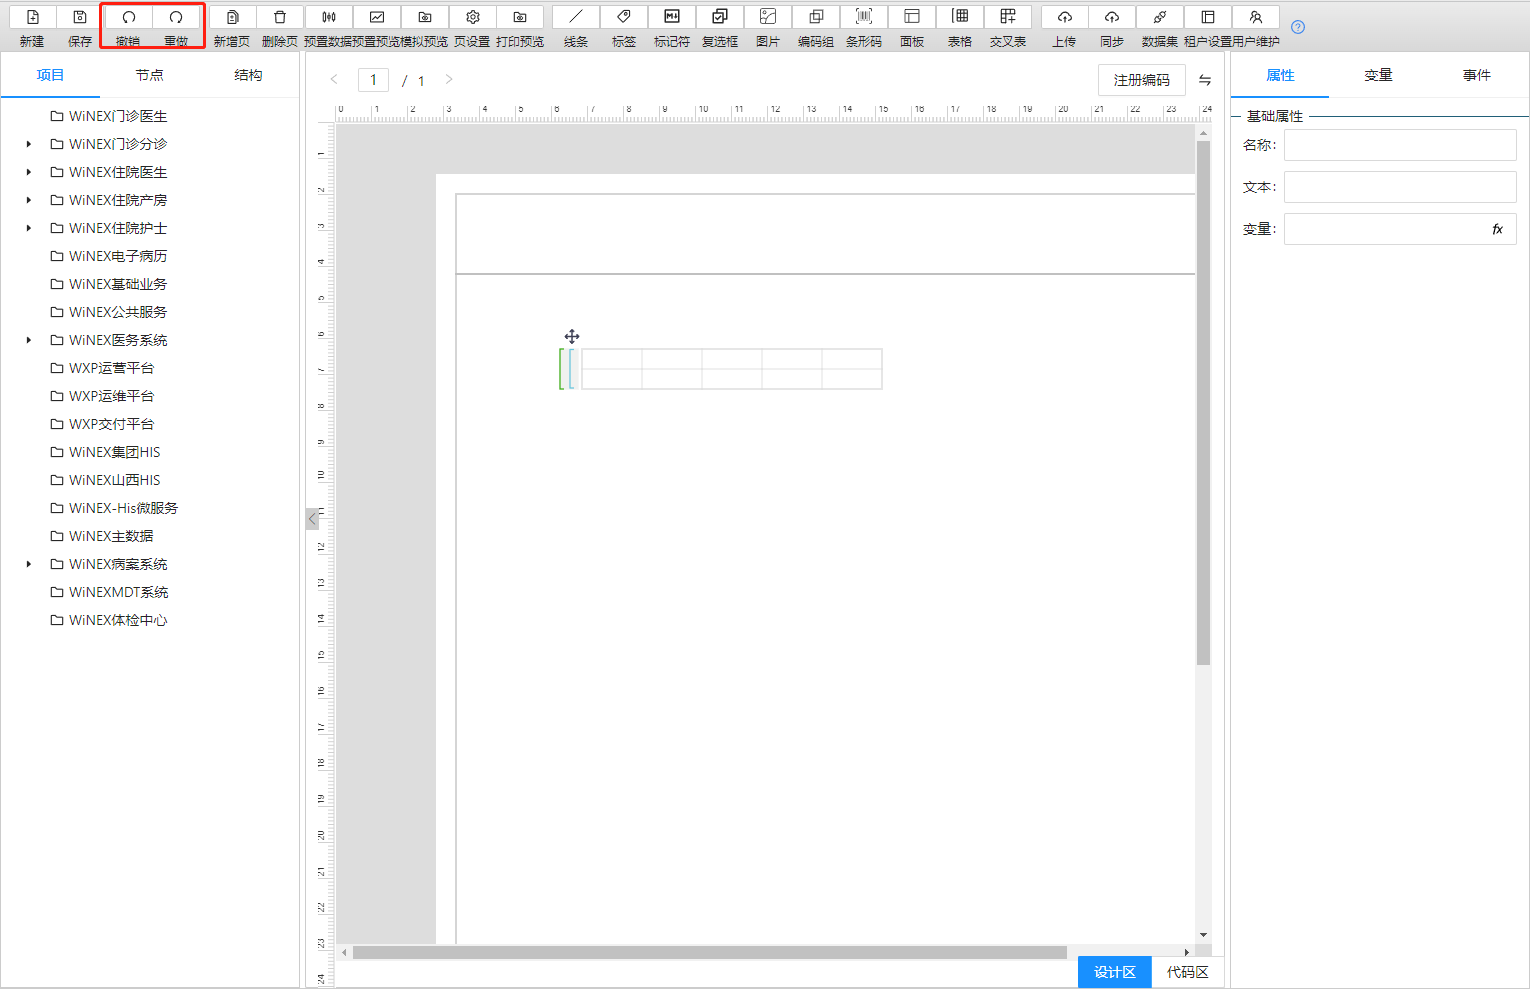 新建 保存 撤销 重做 新增页 删除页 预置数据 预置预览 模拟预览 页设置 打印预览 线条 标签 标记符 复选框 图片 编码组 条形码 面板 表格 交叉表 上传 同步 数据集 租户设置 用户维护
项目 节点 结构
WiNEX门诊医生
WiNEX门诊分诊
WiNEX住院医生
WiNEX住院产房
WiNEX住院护士
WiNEX电子病历
WiNEX基础业务
WiNEX公共服务
WiNEX医务系统
WXP运营平台
WXP运维平台
WXP交付平台
WiNEX集团HIS
WiNEX山西HIS
WiNEX-His微服务
WiNEX主数据
WiNEX病案系统
WiNEXMDT系统
WiNEX体检中心
< 1 / 1 >
注册编码
0 1 2 3 4 5 6 7 8 9 10 11 12 13 14 15 16 17 18 19 20 21 22 23 24
1
2
3
4
5
6
7
8
9
10
11
12
13
14
15
16
17
18
19
20
21
22
23
24
设计区 代码区
属性 变量 事件
基础属性
名称:
文本:
变量: fx